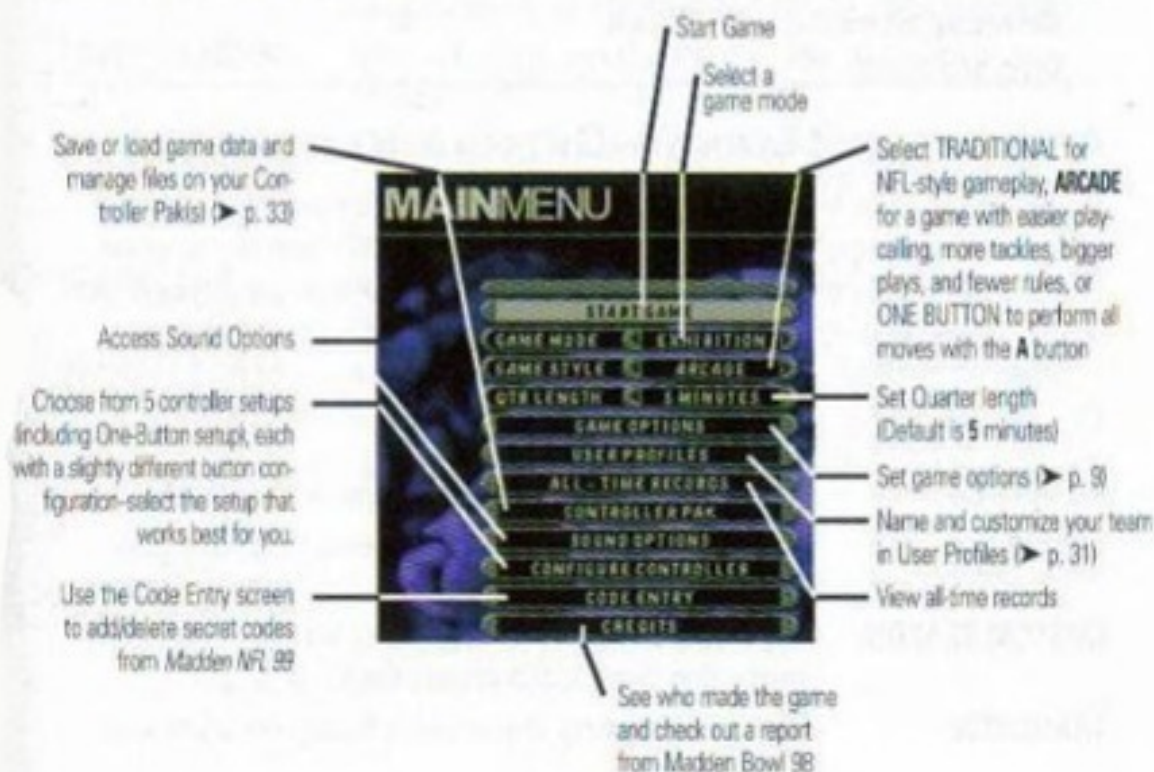 Start Game
Select a
game mode
Save or load game data and
manage files on your Con-
troller Pak(s) (➤ p. 33)
Select TRADITIONAL for
NFL-style gameplay, ARCADE
for a game with easier play-
calling, more tackles, bigger
plays, and fewer rules, or
ONE BUTTON to perform all
moves with the A button
MAINMENU
START GAME
GAME MODE EXHIBITION
GAME STYLE ARCADE
QTR LENGTH 5 MINUTES
GAME OPTIONS
USER PROFILES
ALL-TIME RECORDS
CONTROLLER PAK
SOUND OPTIONS
CONFIGURE CONTROLLER
CODE ENTRY
CREDITS
Access Sound Options
Choose from 5 controller setups
(including One-Button setup), each
with a slightly different button con-
figuration–select the setup that
works best for you.
Use the Code Entry screen
to add/delete secret codes
from Madden NFL 99
Set Quarter length
(Default is 5 minutes)
Set game options (➤ p. 9)
Name and customize your team
in User Profiles (➤ p. 31)
View all-time records
See who made the game
and check out a report
from Madden Bowl 98